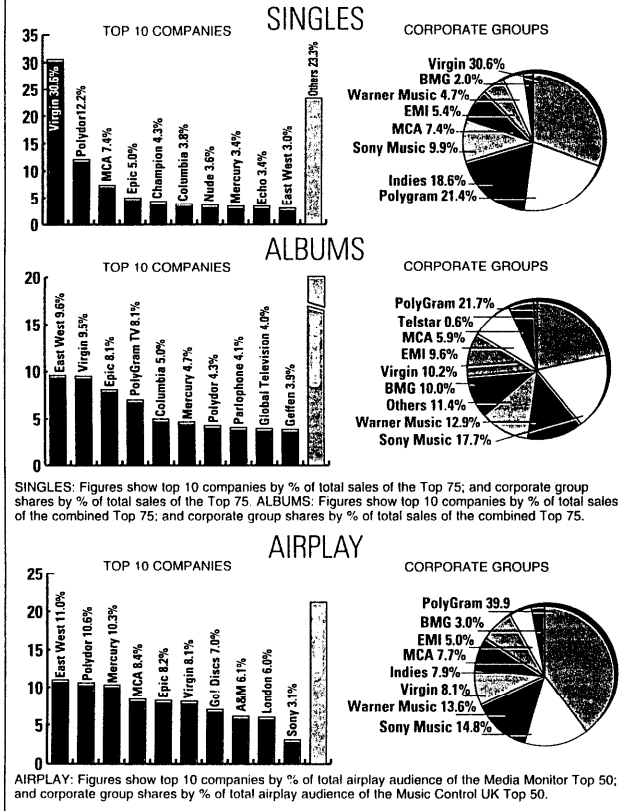 SINGLES
TOP 10 COMPANIES
35
30
25
20
15
10
5
0
Virgin 30.6%
Polydor12.2%
MCA 7.4%
Epic 5.0%
Champion 4.3%
Columbia 3.8%
Nude 3.6%
Mercury 3.4%
Echo 3.4%
East West 3.0%
Others 23.3%
CORPORATE GROUPS
Virgin 30.6%
BMG 2.0%
Warner Music 4.7%
EMI 5.4%
MCA 7.4%
Sony Music 9.9%
Indies 18.6%
Polygram 21.4%
ALBUMS
TOP 10 COMPANIES
20
15
10
5
0
East West 9.6%
Virgin 9.5%
Epic 8.1%
PolyGram TV 8.1%
Columbia 5.0%
Mercury 4.7%
Polydor 4.3%
Parlophone 4.1%
Global Television 4.0%
Geffen 3.9%
CORPORATE GROUPS
PolyGram 21.7%
Telstar 0.6%
MCA 5.9%
EMI 9.6%
Virgin 10.2%
BMG 10.0%
Others 11.4%
Warner Music 12.9%
Sony Music 17.7%
SINGLES: Figures show top 10 companies by % of total sales of the Top 75; and corporate group
shares by % of total sales of the Top 75. ALBUMS: Figures show top 10 companies by % of total sales
of the combined Top 75; and corporate group shares by % of total sales of the combined Top 75.
AIRPLAY
TOP 10 COMPANIES
25
20
15
10
5
0
East West 11.0%
Polydor 10.6%
Mercury 10.3%
MCA 8.4%
Epic 8.2%
Virgin 8.1%
Go! Discs 7.0%
A&M 6.1%
London 6.0%
Sony 3.1%
CORPORATE GROUPS
PolyGram 39.9
BMG 3.0%
EMI 5.0%
MCA 7.7%
Indies 7.9%
Virgin 8.1%
Warner Music 13.6%
Sony Music 14.8%
AIRPLAY: Figures show top 10 companies by % of total airplay audience of the Media Monitor Top 50;
and corporate group shares by % of total airplay audience of the Music Control UK Top 50.